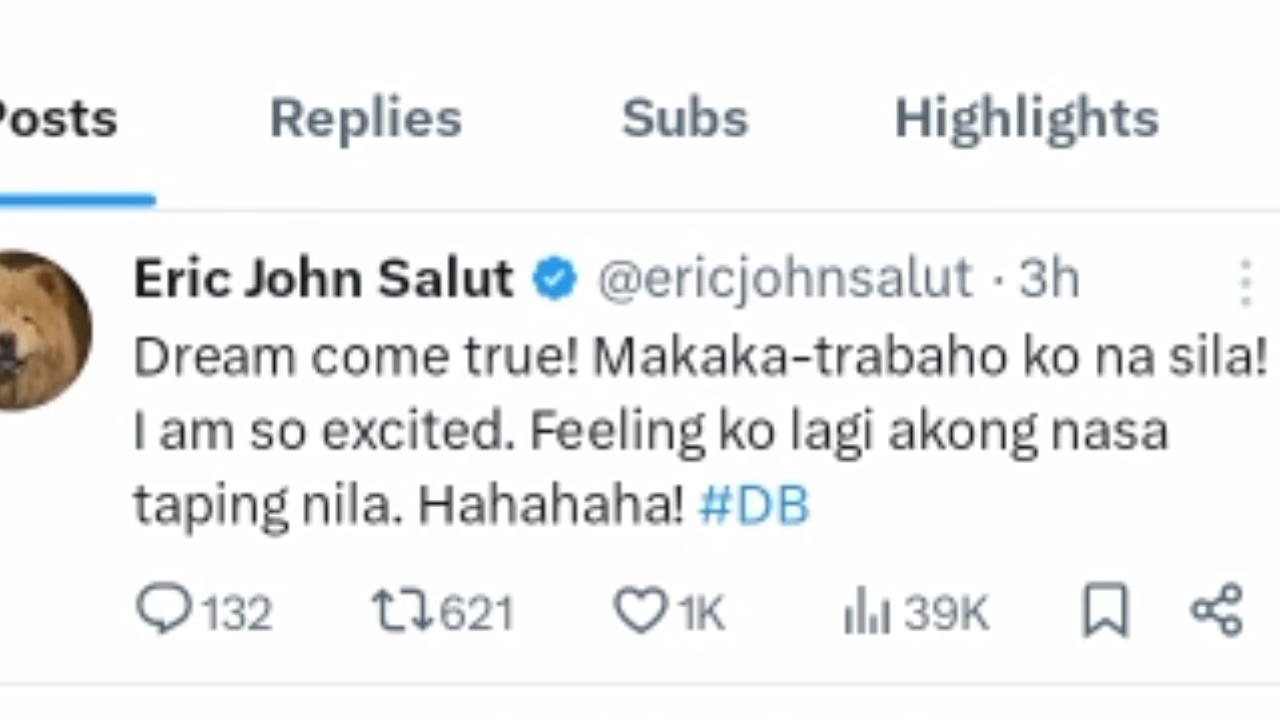 Posts Replies Subs Highlights
Eric John Salut @ericjohnsalut · 3h
Dream come true! Makaka-trabaho ko na sila!
I am so excited. Feeling ko lagi akong nasa
taping nila. Hahahaha! #DB
132 621 1K 39K